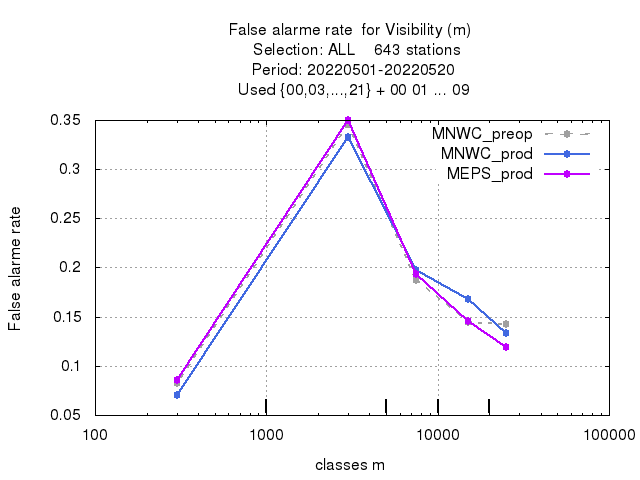 False alarme rate  for Visibility (m)
Selection: ALL    643 stations
Period: 20220501-20220520
Used {00,03,...,21} + 00 01 ... 09
MNWC_preop
MNWC_prod
MEPS_prod
False alarme rate
0.35
0.3
0.25
0.2
0.15
0.1
0.05
100
1000
10000
100000
classes m